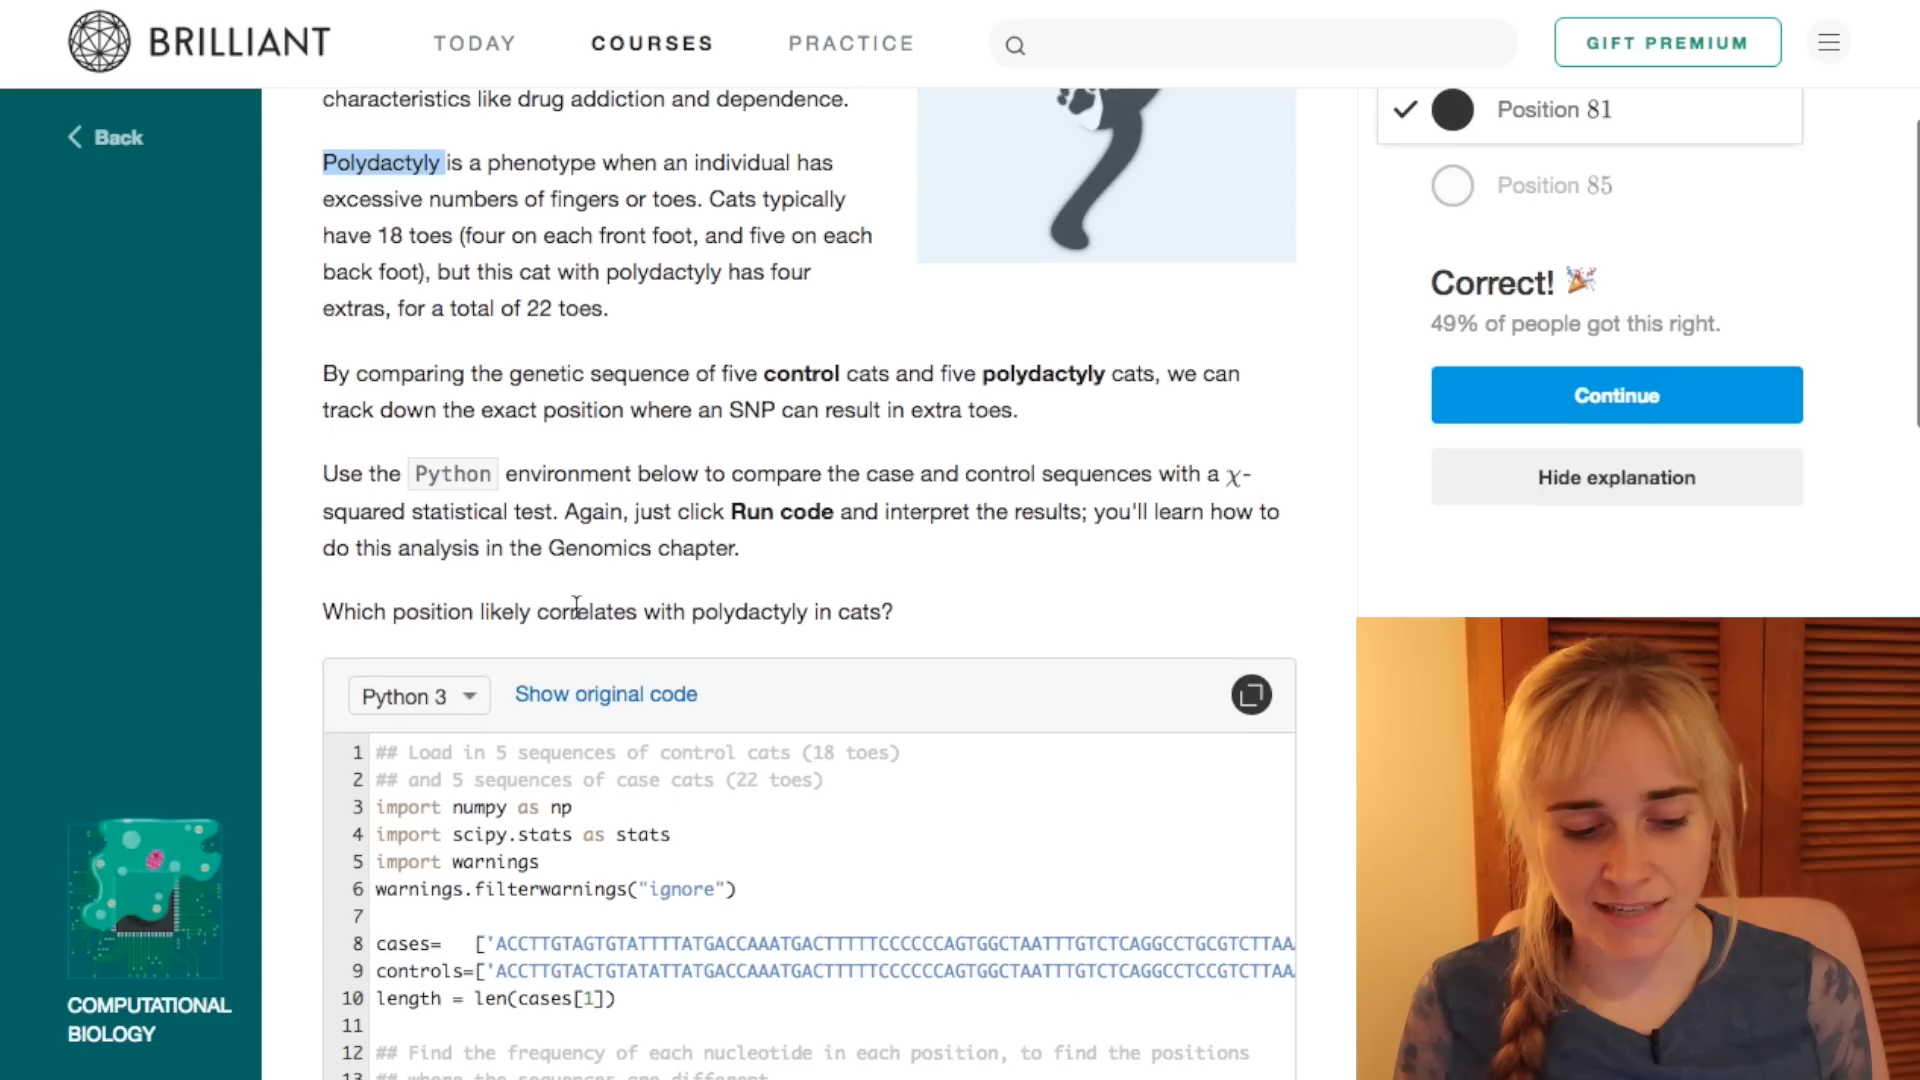 BRILLIANT
TODAY
COURSES
PRACTICE
GIFT PREMIUM
Back
characteristics like drug addiction and dependence.
Polydactyly is a phenotype when an individual has
excessive numbers of fingers or toes. Cats typically
have 18 toes (four on each front foot, and five on each
back foot), but this cat with polydactyly has four
extras, for a total of 22 toes.
By comparing the genetic sequence of five control cats and five polydactyly cats, we can
track down the exact position where an SNP can result in extra toes.
Use the Python environment below to compare the case and control sequences with a χ-
squared statistical test. Again, just click Run code and interpret the results; you'll learn how to
do this analysis in the Genomics chapter.
Which position likely correlates with polydactyly in cats?
Python 3
Show original code
1 ## Load in 5 sequences of control cats (18 toes)
2 ## and 5 sequences of case cats (22 toes)
3 import numpy as np
4 import scipy.stats as stats
5 import warnings
6 warnings.filterwarnings("ignore")
7
8 cases= ['ACCTTGTAGTGTATTTTATGACCAAATGACTTTTTCCCCCCAGTGGCTAATTTGTCTCAGGCCTGCGTCTTAA
9 controls=['ACCTTGTACTGTATATTATGACCAAATGACTTTTTCCCCCCAGTGGCTAATTTGTCTCAGGCCTCCGTCTTAA
10 length = len(cases[1])
11
12 ## Find the frequency of each nucleotide in each position, to find the positions
13 ## where the sequences are different
Position 81
Position 85
Correct!
49% of people got this right.
Continue
Hide explanation
COMPUTATIONAL
BIOLOGY